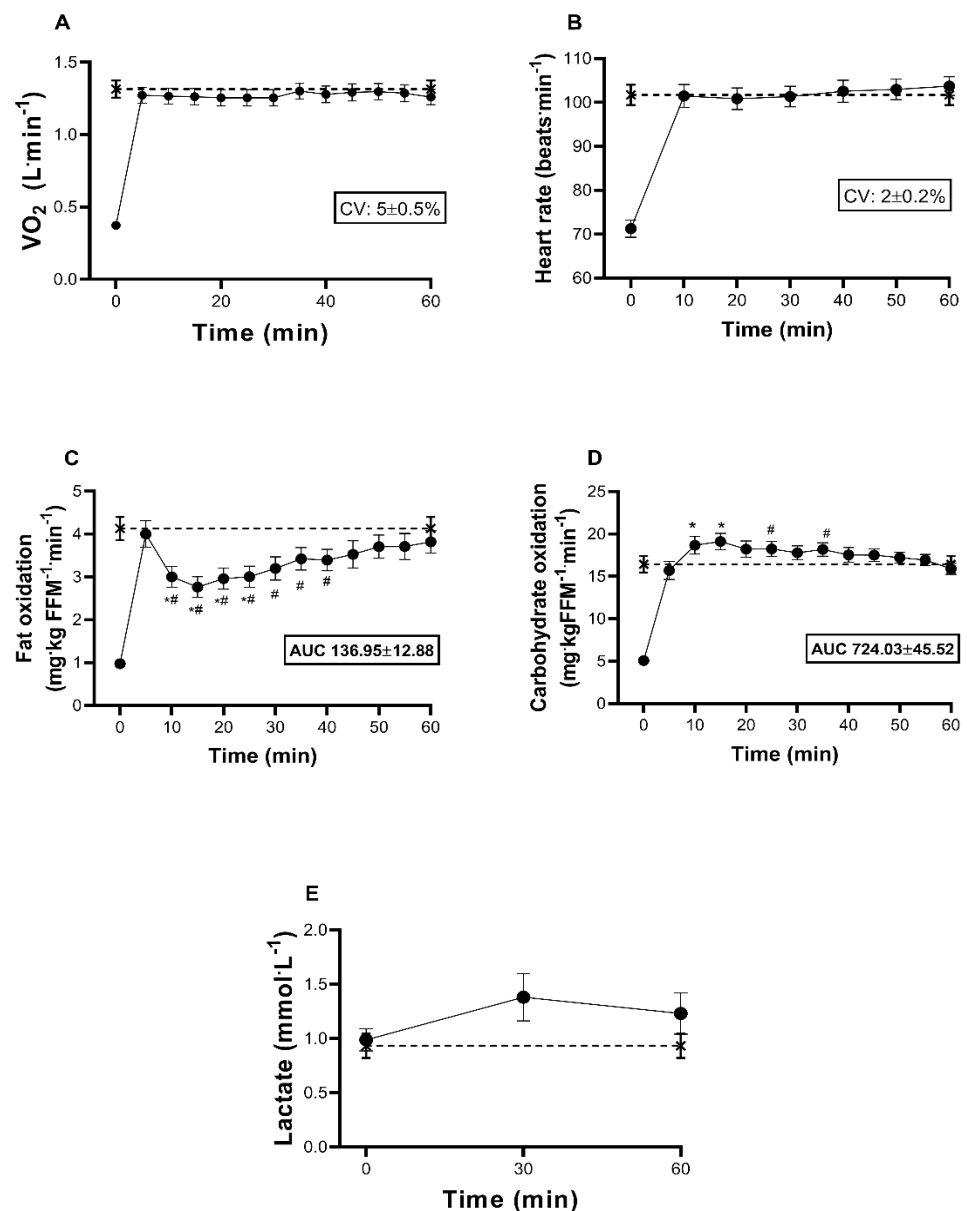 A
VO2 (L·min-1)
1.5
1.0
0.5
0.0
CV: 5±0.5%
0 20 40 60
Time (min)
B
Heart rate (beats·min-1)
110
100
90
80
70
60
CV: 2±0.2%
0 10 20 30 40 50 60
Time (min)
C
Fat oxidation
(mg·kg FFM-1·min-1)
5
4
3
2
1
0
*# *# *# *# # # #
AUC 136.95±12.88
0 10 20 30 40 50 60
Time (min)
D
Carbohydrate oxidation
(mg·kgFFM-1·min-1)
25
20
15
10
5
0
* * # #
AUC 724.03±45.52
0 10 20 30 40 50 60
Time (min)
E
Lactate (mmol·L-1)
2.0
1.5
1.0
0.5
0.0
0 30 60
Time (min)